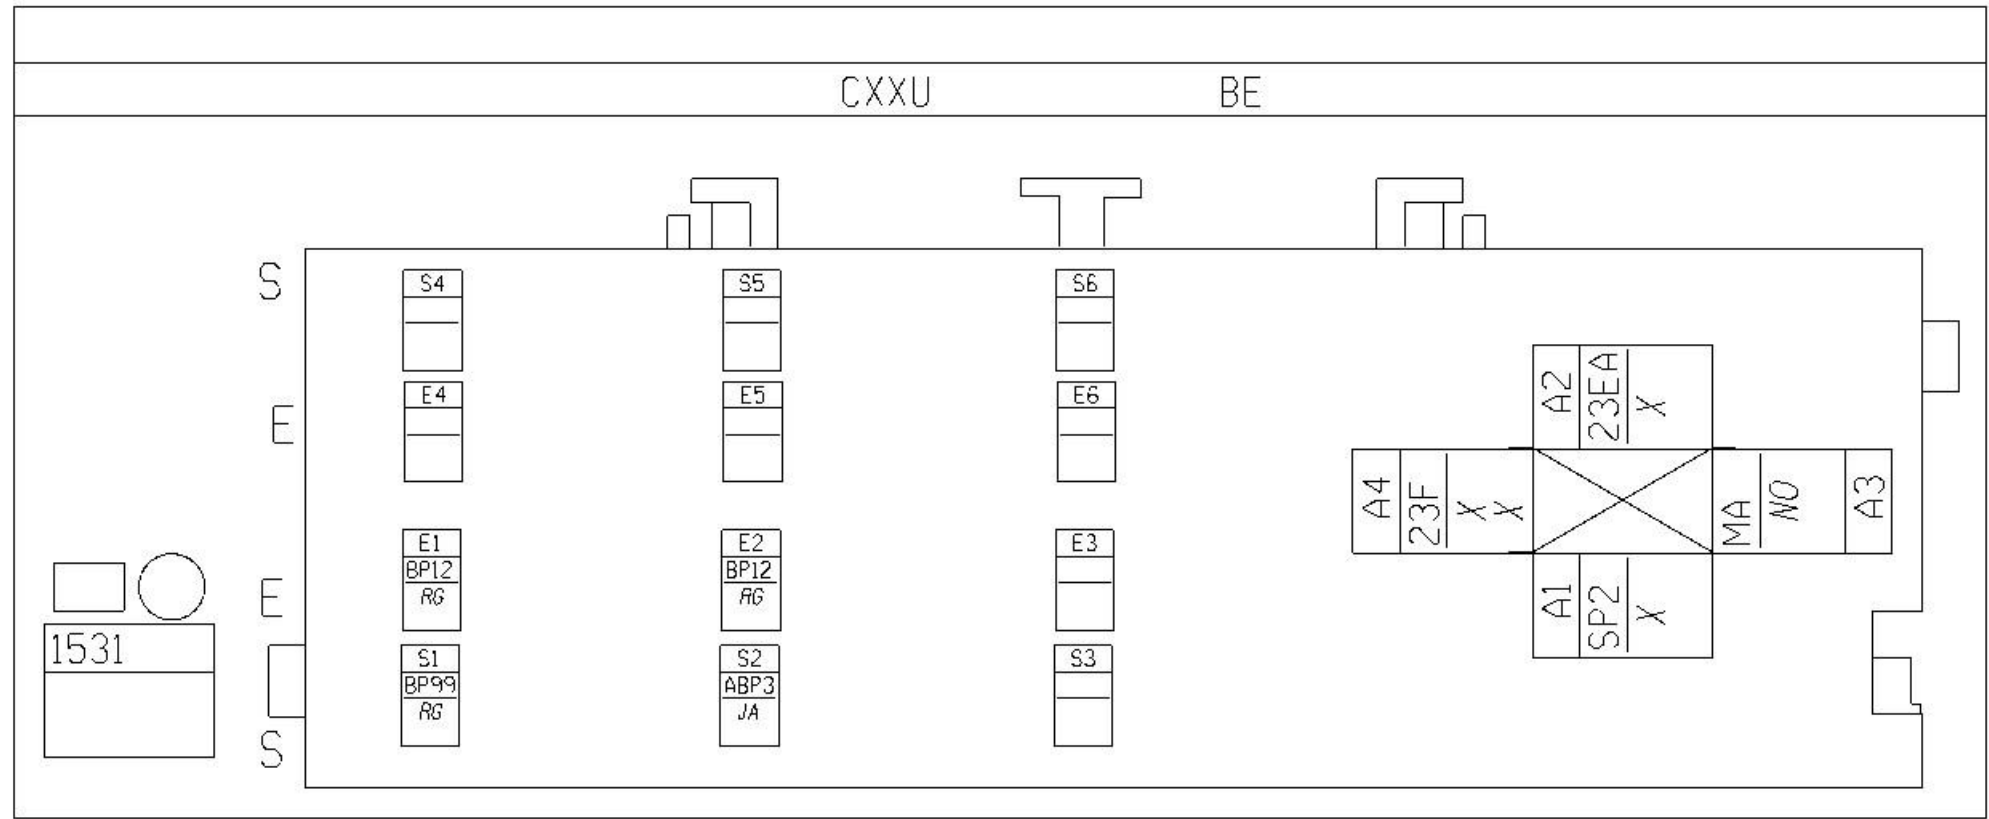 CXXU BE
S
S4 S5 S6
E
E4 E5 E6
A2
23EA
X
A4
23F
X
X
MA
NO
A3
A1
SP2
X
E
E1 E2 E3
BP12 BP12
RG RG
1531
S1 S2 S3
BP99 ABP3
RG JA
S